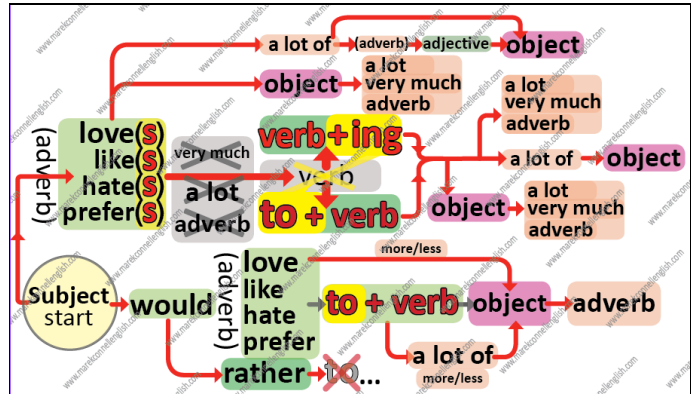 a lot of (adverb) adjective object
object a lot
very much
adverb
(adverb) love(s)
like(s)
hate(s)
prefer(s)
very much
a lot
adverb
verb+ing
verb
to + verb
a lot
very much
adverb
a lot of object
object a lot
very much
adverb
Subject
start
would
(adverb) love
like
hate
prefer
more/less
to + verb object adverb
a lot of
more/less
rather to...
www.marekconnellenglish.com